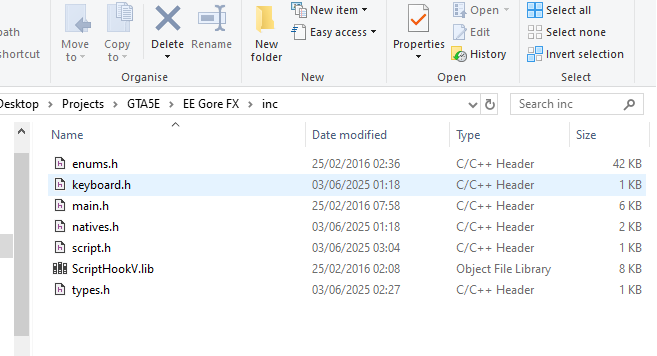 path
shortcut
Move to
Copy to
Delete
Rename
New folder
New item
Easy access
Properties
Open
Edit
History
Select all
Select none
Invert selection
Organise
New
Open
Select
Desktop > Projects > GTA5E > EE Gore FX > inc
Search inc
Name Date modified Type Size
enums.h 25/02/2016 02:36 C/C++ Header 42 KB
keyboard.h 03/06/2025 01:18 C/C++ Header 1 KB
main.h 25/02/2016 07:58 C/C++ Header 6 KB
natives.h 03/06/2025 01:18 C/C++ Header 2 KB
script.h 03/06/2025 03:04 C/C++ Header 1 KB
ScriptHookV.lib 25/02/2016 02:08 Object File Library 8 KB
types.h 03/06/2025 02:27 C/C++ Header 1 KB